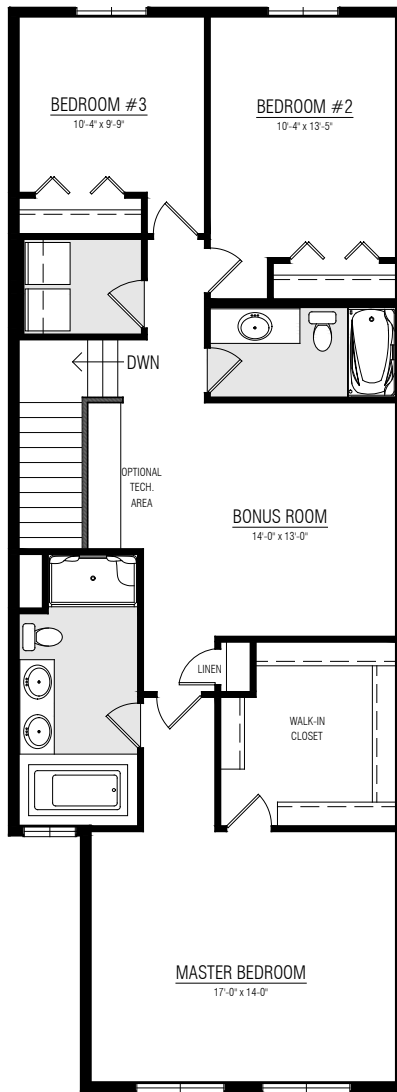 BEDROOM #3
10'-4" x 9'-9"
BEDROOM #2
10'-4" x 13'-5"
DWN
OPTIONAL
TECH.
AREA
BONUS ROOM
14'-0" x 13'-0"
LINEN
WALK-IN
CLOSET
MASTER BEDROOM
17'-0" x 14'-0"